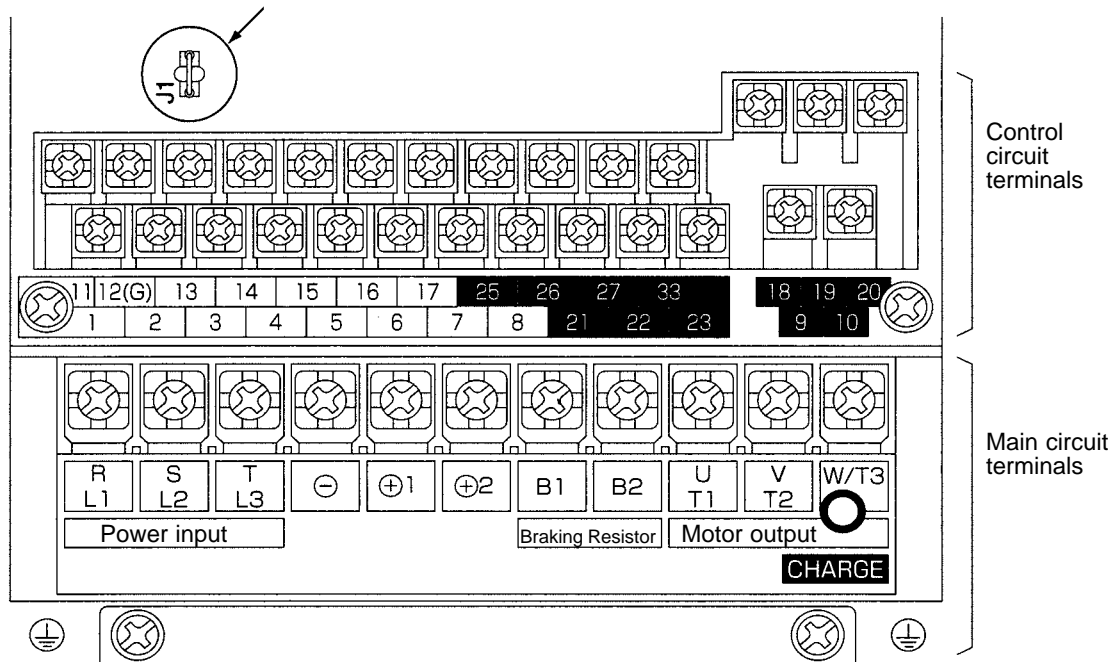 J1
Control
circuit
terminals
11 12(G) 13 14 15 16 17 25 26 27 33 18 19 20
1 2 3 4 5 6 7 8 21 22 23 9 10
Main circuit
terminals
R S T ⊖ ⊕1 ⊕2 B1 B2 U V W/T3
L1 L2 L3 T1 T2
Power input Braking Resistor Motor output
CHARGE